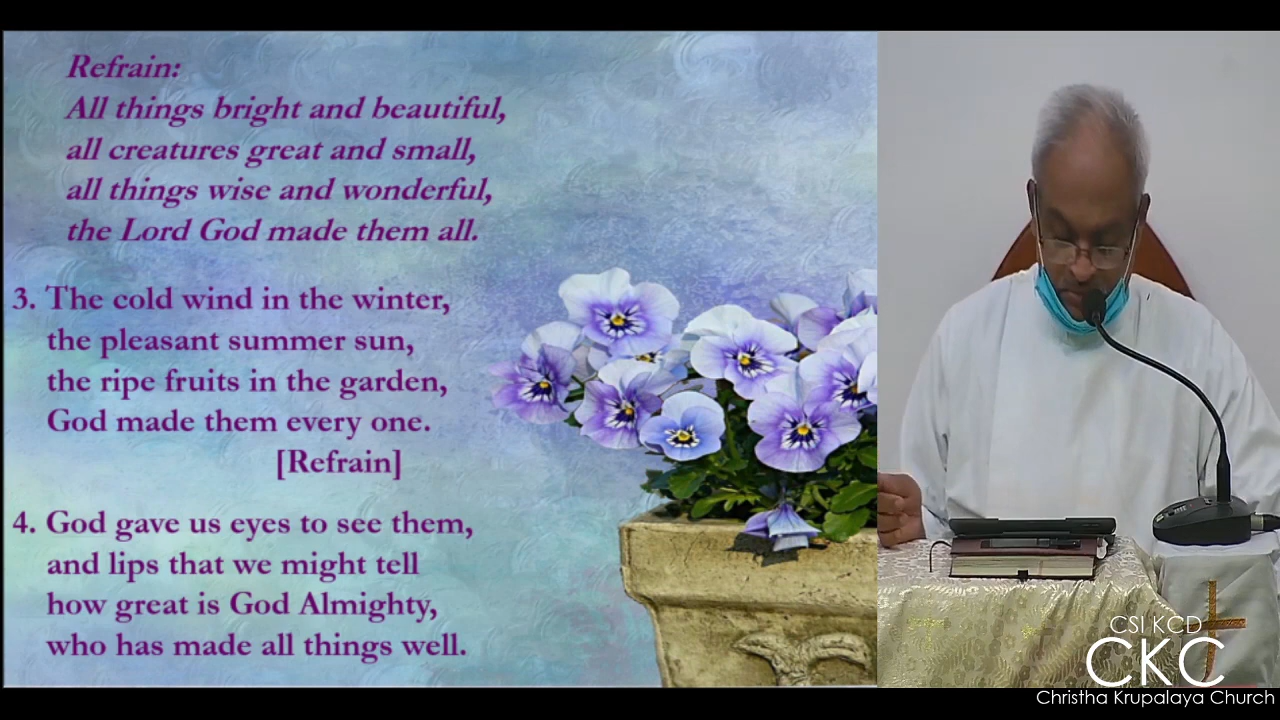 Refrain:
All things bright and beautiful,
all creatures great and small,
all things wise and wonderful,
the Lord God made them all.
3. The cold wind in the winter,
the pleasant summer sun,
the ripe fruits in the garden,
God made them every one.
[Refrain]
4. God gave us eyes to see them,
and lips that we might tell
how great is God Almighty,
who has made all things well.
CSI KCD
CKC
Christha Krupalaya Church